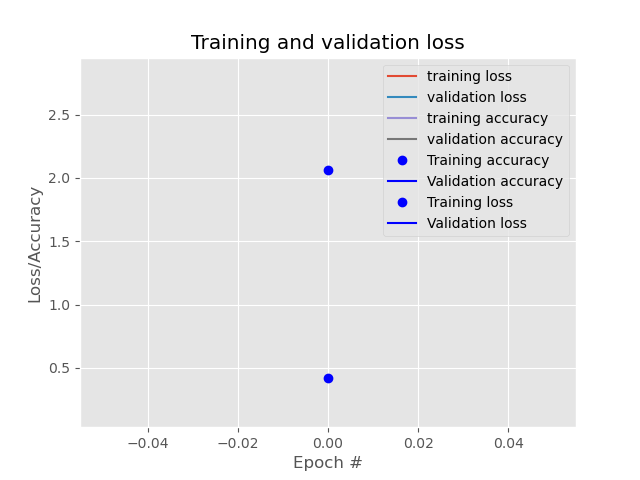 Training and validation loss
training loss
validation loss
training accuracy
validation accuracy
Training accuracy
Validation accuracy
Training loss
Validation loss
Loss/Accuracy
2.5
2.0
1.5
1.0
0.5
−0.04 −0.02 0.00 0.02 0.04
Epoch #